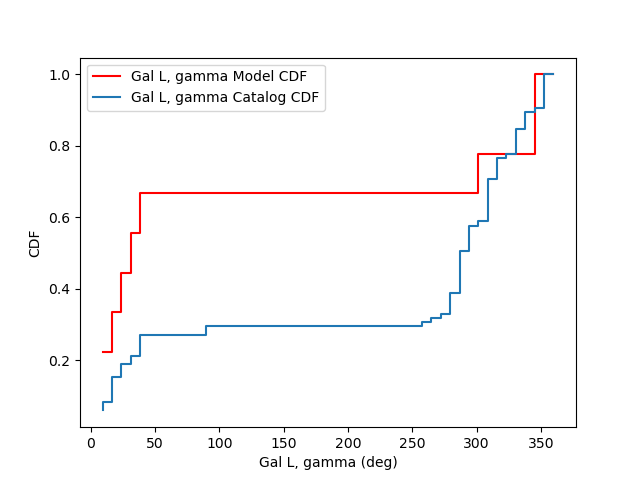 Gal L, gamma Model CDF
Gal L, gamma Catalog CDF
1.0
0.8
0.6
0.4
0.2
CDF
0 50 100 150 200 250 300 350
Gal L, gamma (deg)